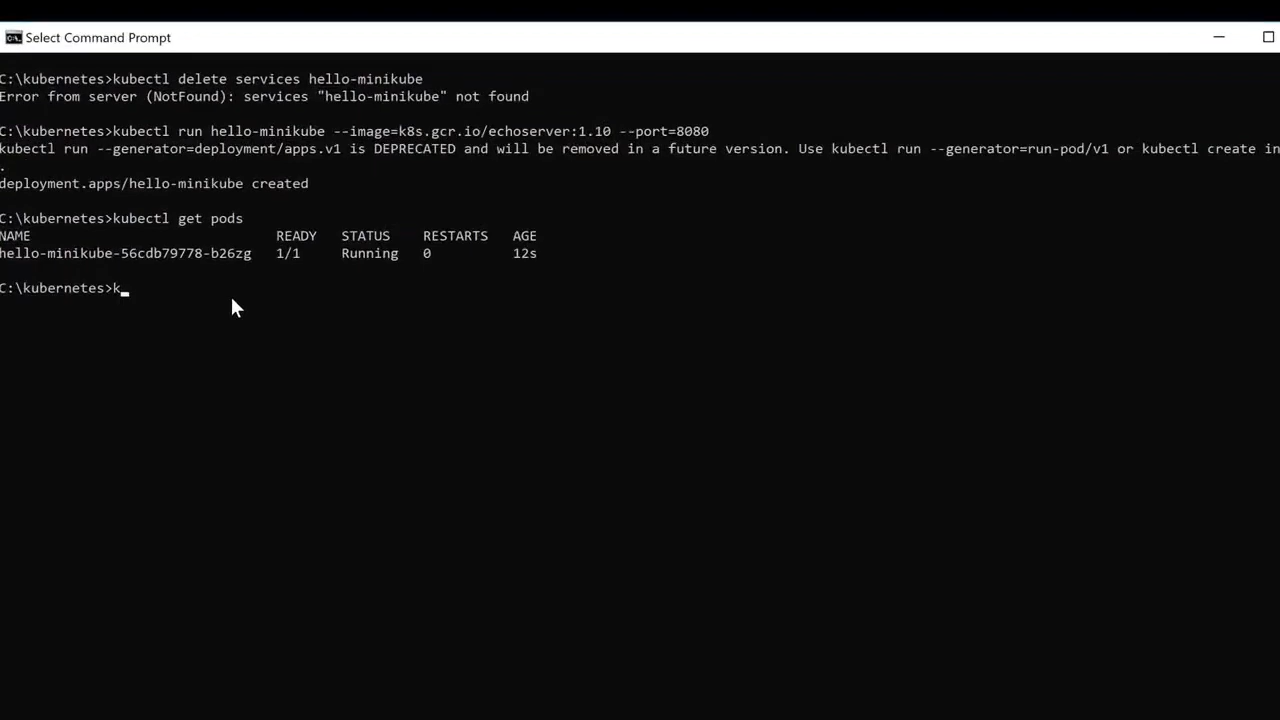 Select Command Prompt
C:\kubernetes>kubectl delete services hello-minikube
Error from server (NotFound): services "hello-minikube" not found
C:\kubernetes>kubectl run hello-minikube --image=k8s.gcr.io/echoserver:1.10 --port=8080
kubectl run --generator=deployment/apps.v1 is DEPRECATED and will be removed in a future version. Use kubectl run --generator=run-pod/v1 or kubectl create in
.
deployment.apps/hello-minikube created
C:\kubernetes>kubectl get pods
NAME READY STATUS RESTARTS AGE
hello-minikube-56cdb79778-b26zg 1/1 Running 0 12s
C:\kubernetes>k